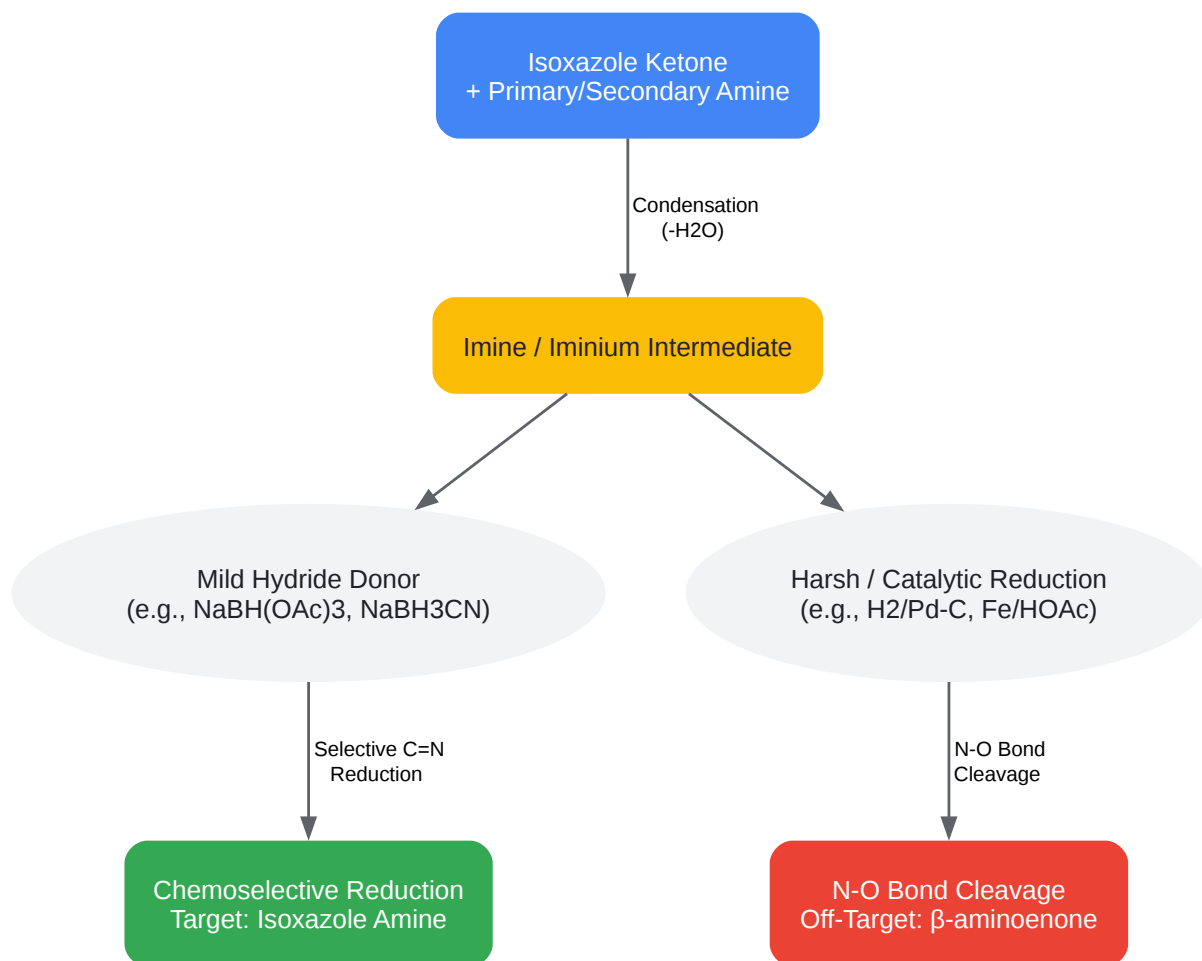 Isoxazole Ketone
+ Primary/Secondary Amine
Condensation
(-H2O)
Imine / Iminium Intermediate
Mild Hydride Donor
(e.g., NaBH(OAc)3, NaBH3CN)
Harsh / Catalytic Reduction
(e.g., H2/Pd-C, Fe/HOAc)
Selective C=N
Reduction
N-O Bond
Cleavage
Chemoselective Reduction
Target: Isoxazole Amine
N-O Bond Cleavage
Off-Target: β-aminoenone